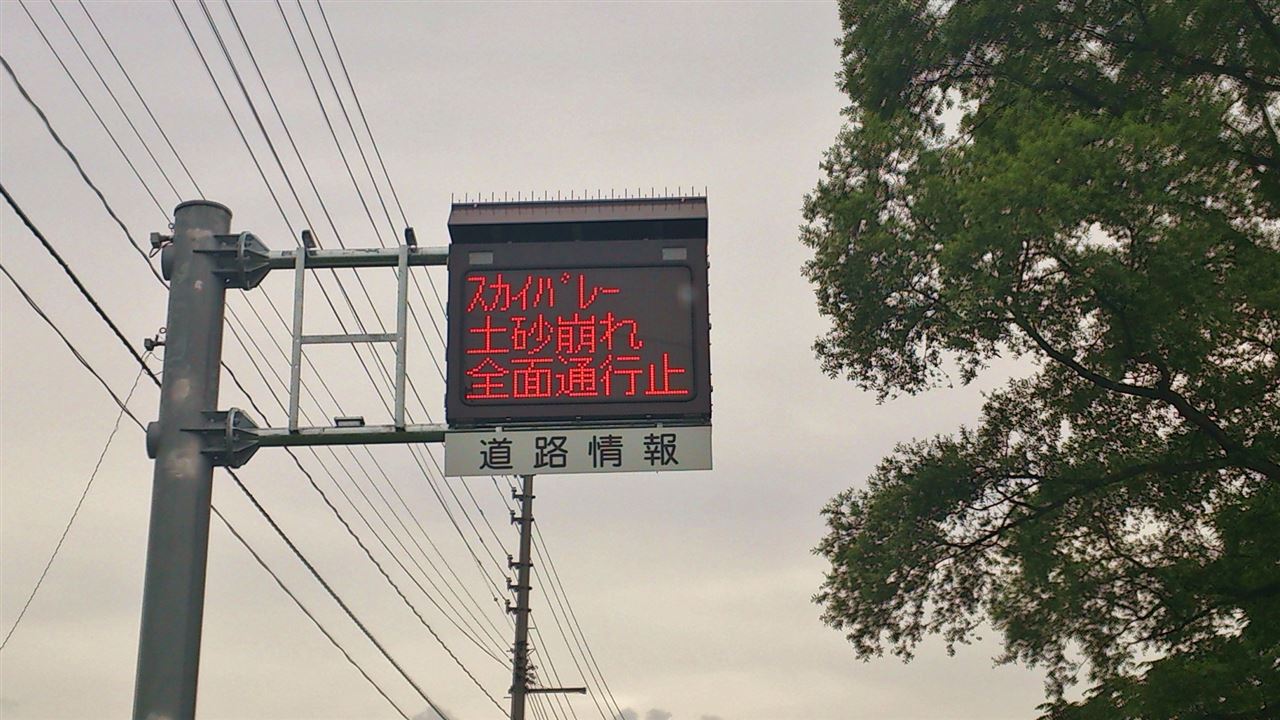 ｽｶｲﾊﾞﾚｰ
土砂崩れ
全面通行止
道路情報